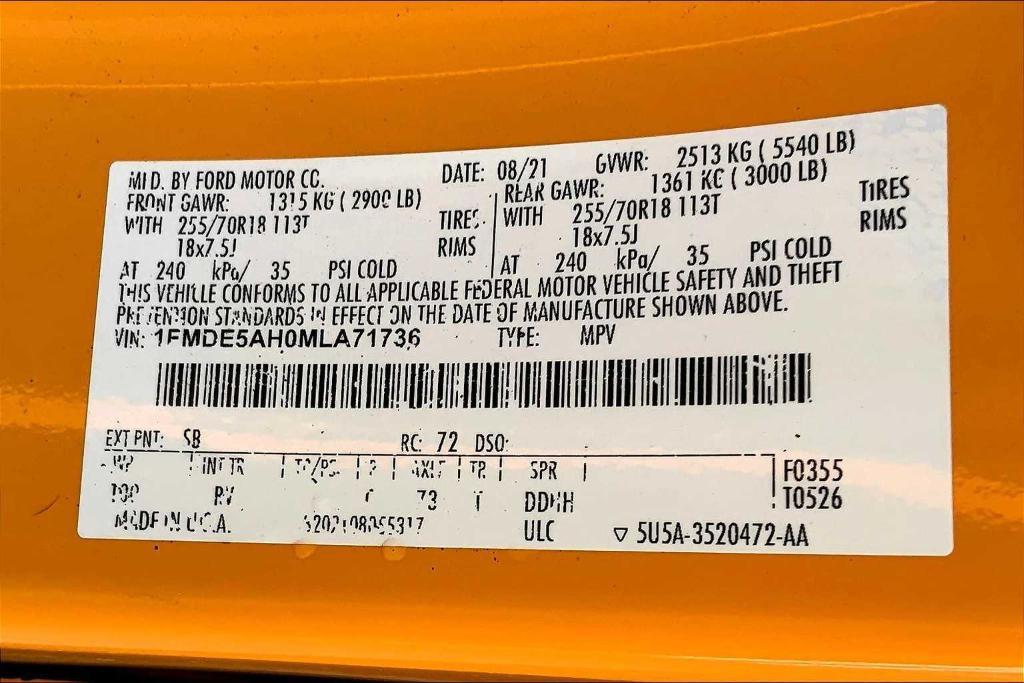 MFD. BY FORD MOTOR CO. DATE: 08/21 GVWR: 2513 KG ( 5540 LB)
FRONT GAWR: 1315 KG ( 2900 LB) REAR GAWR: 1361 KG ( 3000 LB)
WITH 255/70R18 113T TIRES WITH 255/70R18 113T TIRES
18x7.5J RIMS 18x7.5J RIMS
AT 240 kPa/ 35 PSI COLD AT 240 kPa/ 35 PSI COLD
THIS VEHICLE CONFORMS TO ALL APPLICABLE FEDERAL MOTOR VEHICLE SAFETY AND THEFT
PREVENTION STANDARDS IN EFFECT ON THE DATE OF MANUFACTURE SHOWN ABOVE.
VIN: 1FMDE5AH0MLA71736 TYPE: MPV
EXT PNT: SB RC: 72 DSO:
WB INT TR TP/PS R AXLE TR SPR F0355
100 RV 73 T DDHH T0526
MADE IN U.S.A. ULC ▽ 5U5A-3520472-AA